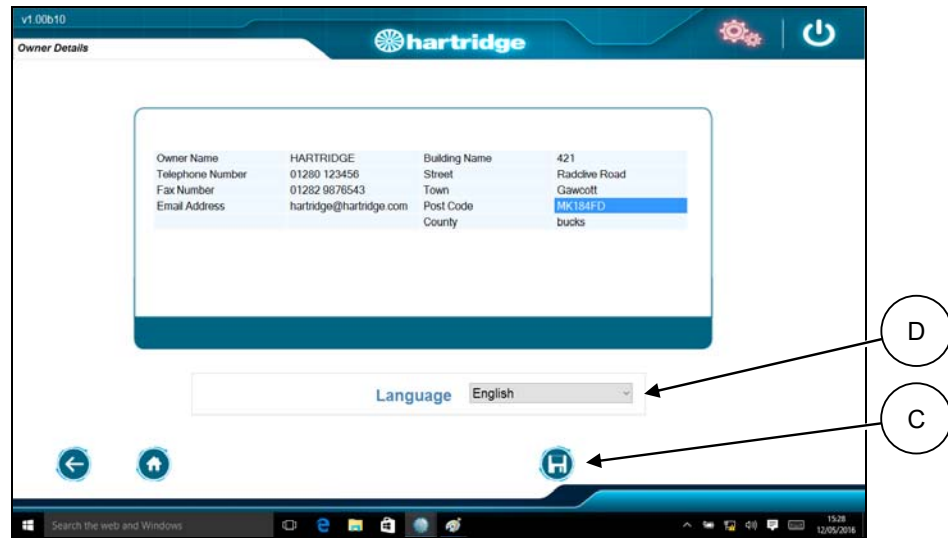 v1.00b10
Owner Details
hartridge
Owner Name HARTRIDGE Building Name 421
Telephone Number 01280 123456 Street Radclive Road
Fax Number 01282 9876543 Town Gawcott
Email Address hartridge@hartridge.com Post Code MK184FD
County bucks
D
Language English
C
Search the web and Windows
15:28
12/05/2016